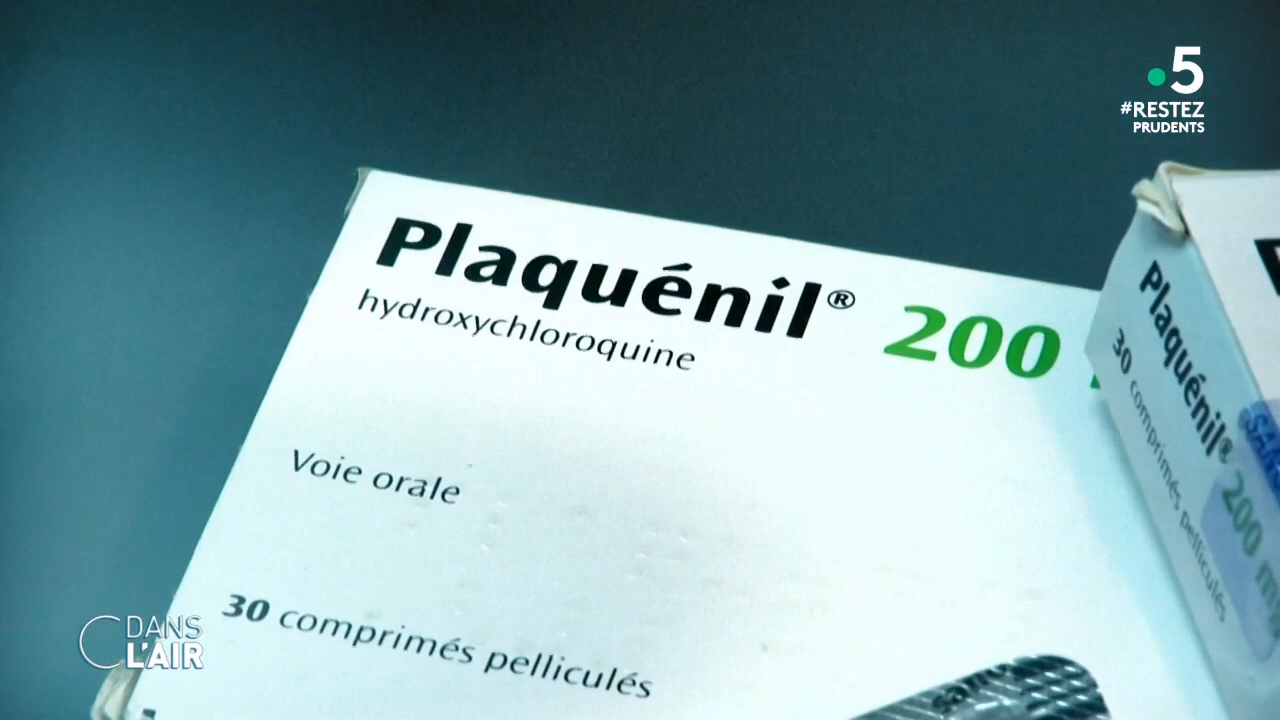 5
#RESTEZ
PRUDENTS
Plaquénil® 200
hydroxychloroquine
Voie orale
30 comprimés pelliculés
Plaquénil® 200 mg
30 comprimés pelliculés
C DANS
L'AIR